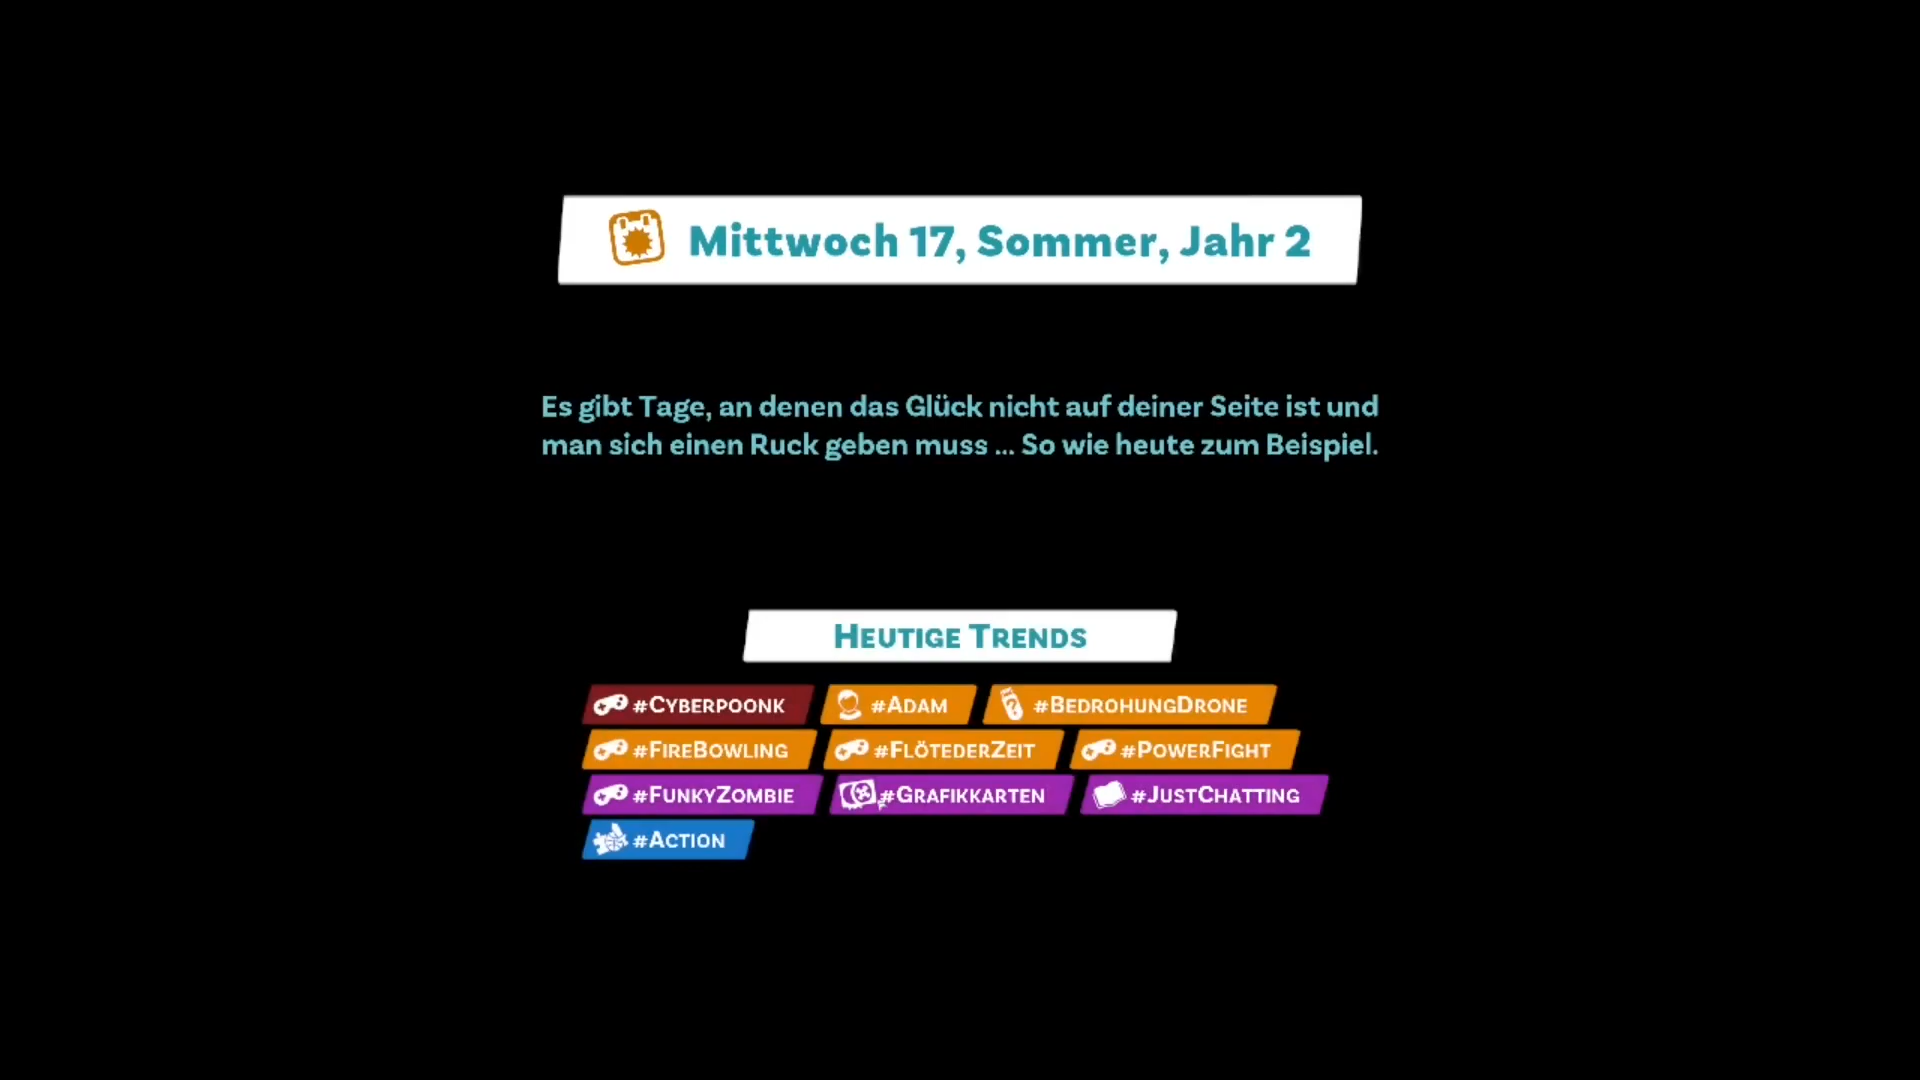 Mittwoch 17, Sommer, Jahr 2
Es gibt Tage, an denen das Glück nicht auf deiner Seite ist und
man sich einen Ruck geben muss ... So wie heute zum Beispiel.
HEUTIGE TRENDS
#CYBERPOONK #ADAM #BEDROHUNGDRONE
#FIREBOWLING #FLÖTEDERZEIT #POWERFIGHT
#FUNKYZOMBIE #GRAFIKKARTEN #JUSTCHATTING
#ACTION